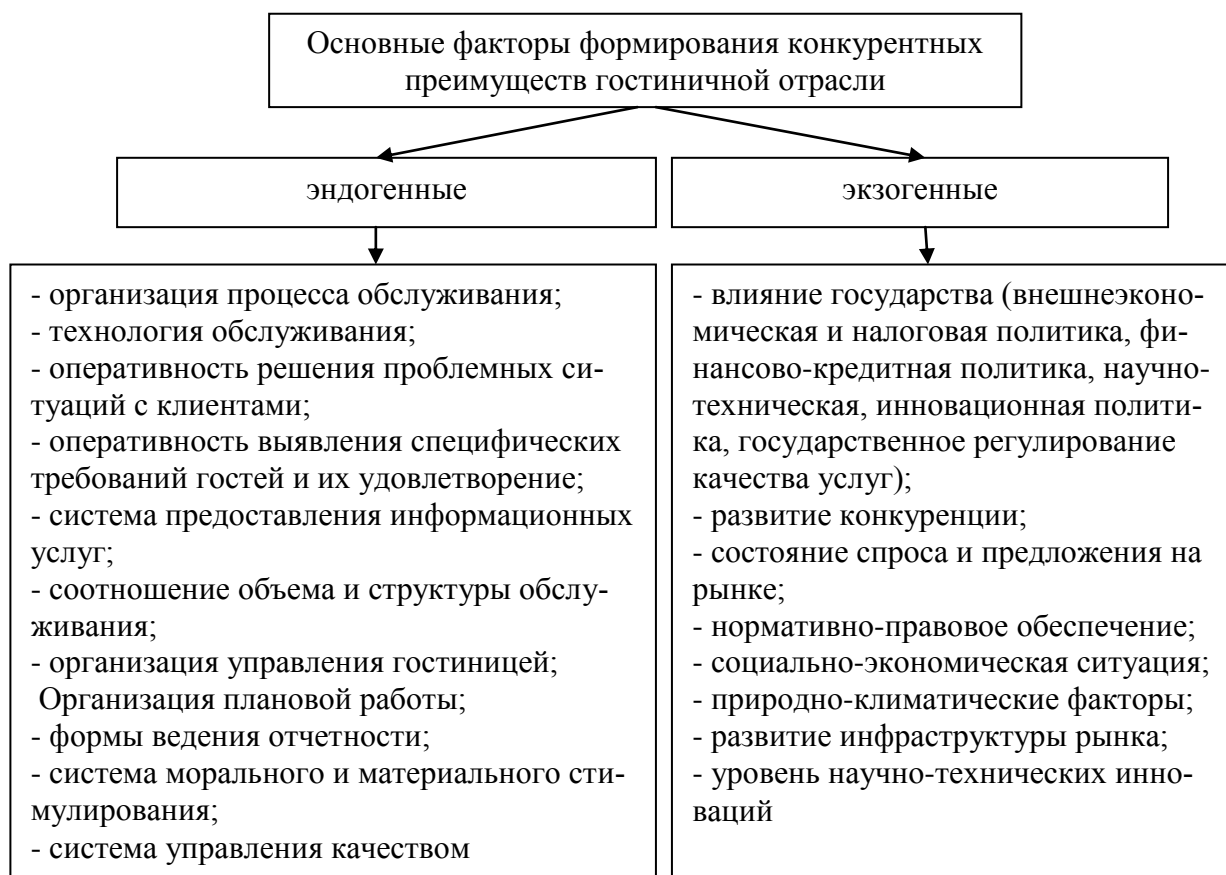 Основные факторы формирования конкурентных
преимуществ гостиничной отрасли
эндогенные
экзогенные
- организация процесса обслуживания;
- технология обслуживания;
- оперативность решения проблемных си-
туаций с клиентами;
- оперативность выявления специфических
требований гостей и их удовлетворение;
- система предоставления информационных
услуг;
- соотношение объема и структуры обслу-
живания;
- организация управления гостиницей;
Организация плановой работы;
- формы ведения отчетности;
- система морального и материального сти-
мулирования;
- система управления качеством
- влияние государства (внешнеэконо-
мическая и налоговая политика, фи-
нансово-кредитная политика, научно-
техническая, инновационная полити-
ка, государственное регулирование
качества услуг);
- развитие конкуренции;
- состояние спроса и предложения на
рынке;
- нормативно-правовое обеспечение;
- социально-экономическая ситуация;
- природно-климатические факторы;
- развитие инфраструктуры рынка;
- уровень научно-технических инно-
ваций